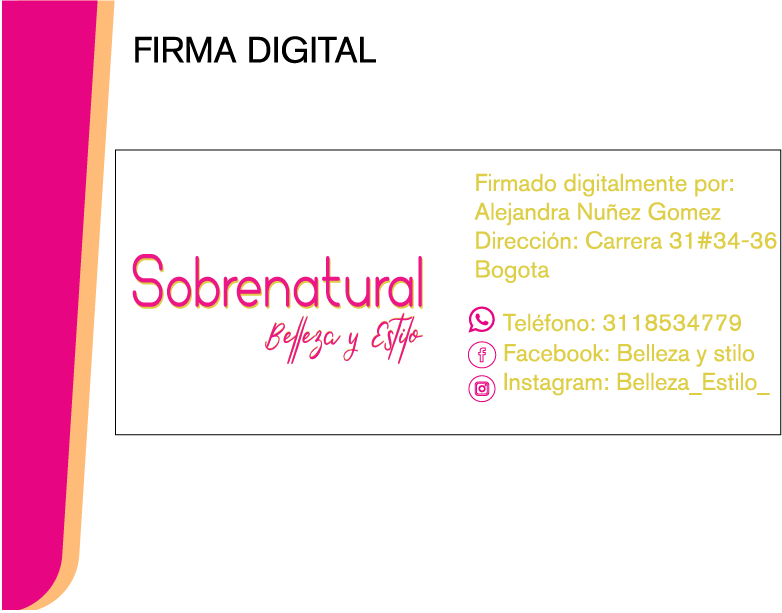 FIRMA DIGITAL
Sobrenatural
Belleza y Estilo
Firmado digitalmente por:
Alejandra Nuñez Gomez
Dirección: Carrera 31#34-36
Bogota
Teléfono: 3118534779
Facebook: Belleza y stilo
Instagram: Belleza_Estilo_